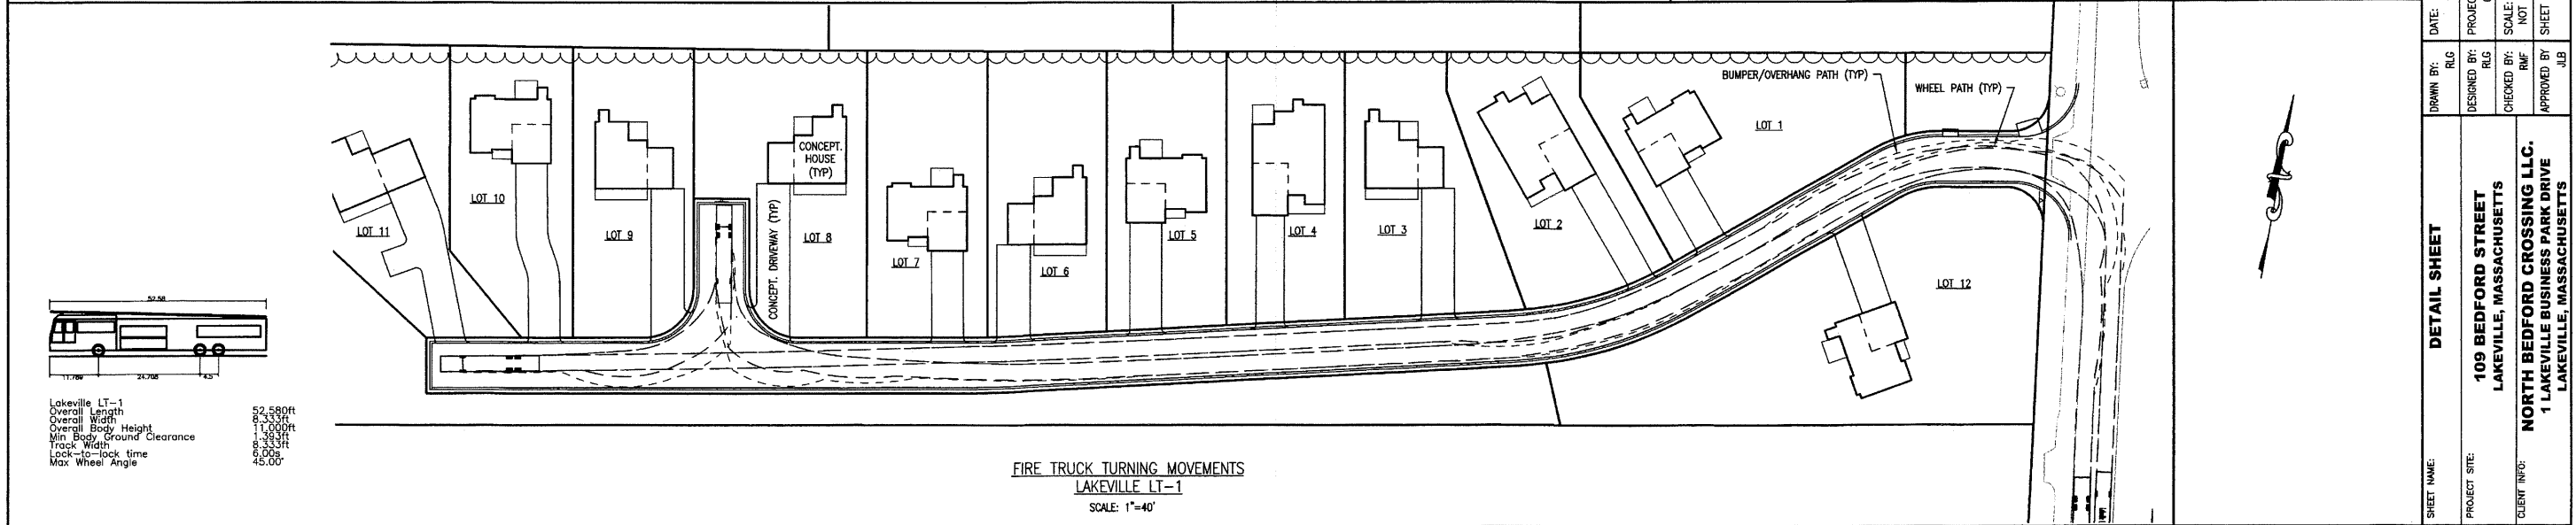 52.58
11.789
24.708
4.5
Lakeville LT-1
Overall Length 52.580ft
Overall Width 8.333ft
Overall Body Height 11.000ft
Min Body Ground Clearance 1.393ft
Track Width 8.333ft
Lock-to-lock time 6.00s
Max Wheel Angle 45.00°
LOT 11
LOT 10
LOT 9
CONCEPT.
HOUSE
(TYP)
CONCEPT. DRIVEWAY (TYP)
LOT 8
LOT 7
LOT 6
LOT 5
LOT 4
LOT 3
LOT 2
LOT 1
BUMPER/OVERHANG PATH (TYP)
WHEEL PATH (TYP)
LOT 12
FIRE TRUCK TURNING MOVEMENTS
LAKEVILLE LT-1
SCALE: 1"=40'
DRAWN BY:
RLG
DATE:
DESIGNED BY:
RLG
PROJEC
CHECKED BY:
RMF
SCALE:
NOT
APPROVED BY
JLB
SHEET
SHEET NAME:
DETAIL SHEET
PROJECT SITE:
109 BEDFORD STREET
LAKEVILLE, MASSACHUSETTS
CLIENT INFO:
NORTH BEDFORD CROSSING LLC.
1 LAKEVILLE BUSINESS PARK DRIVE
LAKEVILLE, MASSACHUSETTS